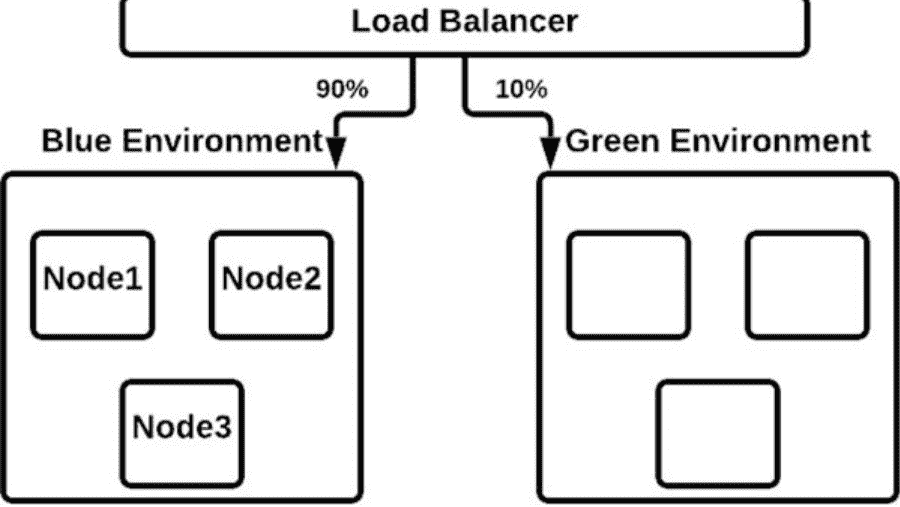 Load Balancer
90%
10%
Blue Environment
Green Environment
Node1
Node2
Node3